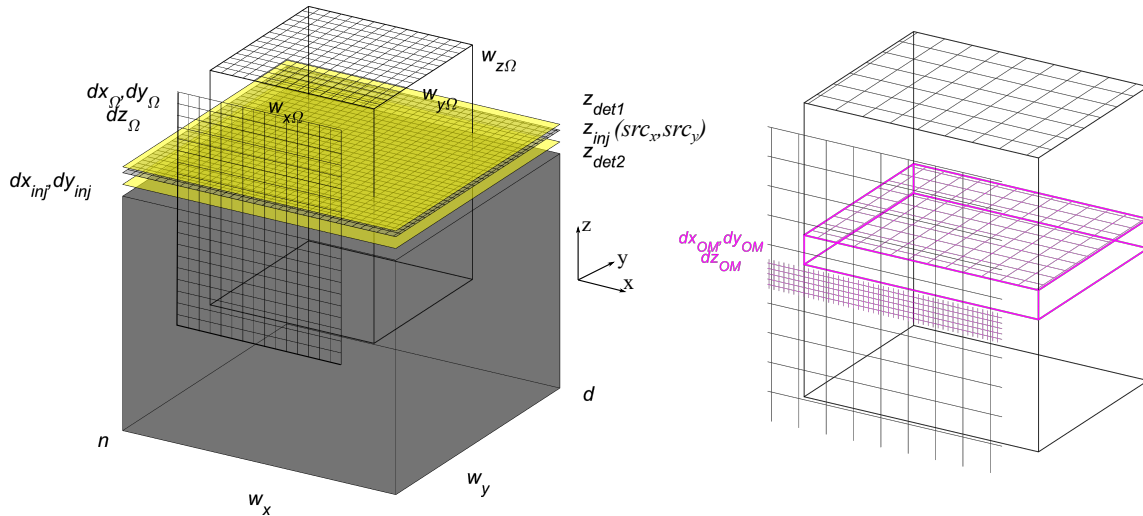 w_zΩ
w_yΩ
w_xΩ
dx_Ω,dy_Ω
dz_Ω
z_det1
z_inj (src_x,src_y)
z_det2
dx_inj,dy_inj
z
y
x
n
d
w_x
w_y
dx_OM,dy_OM
dz_OM